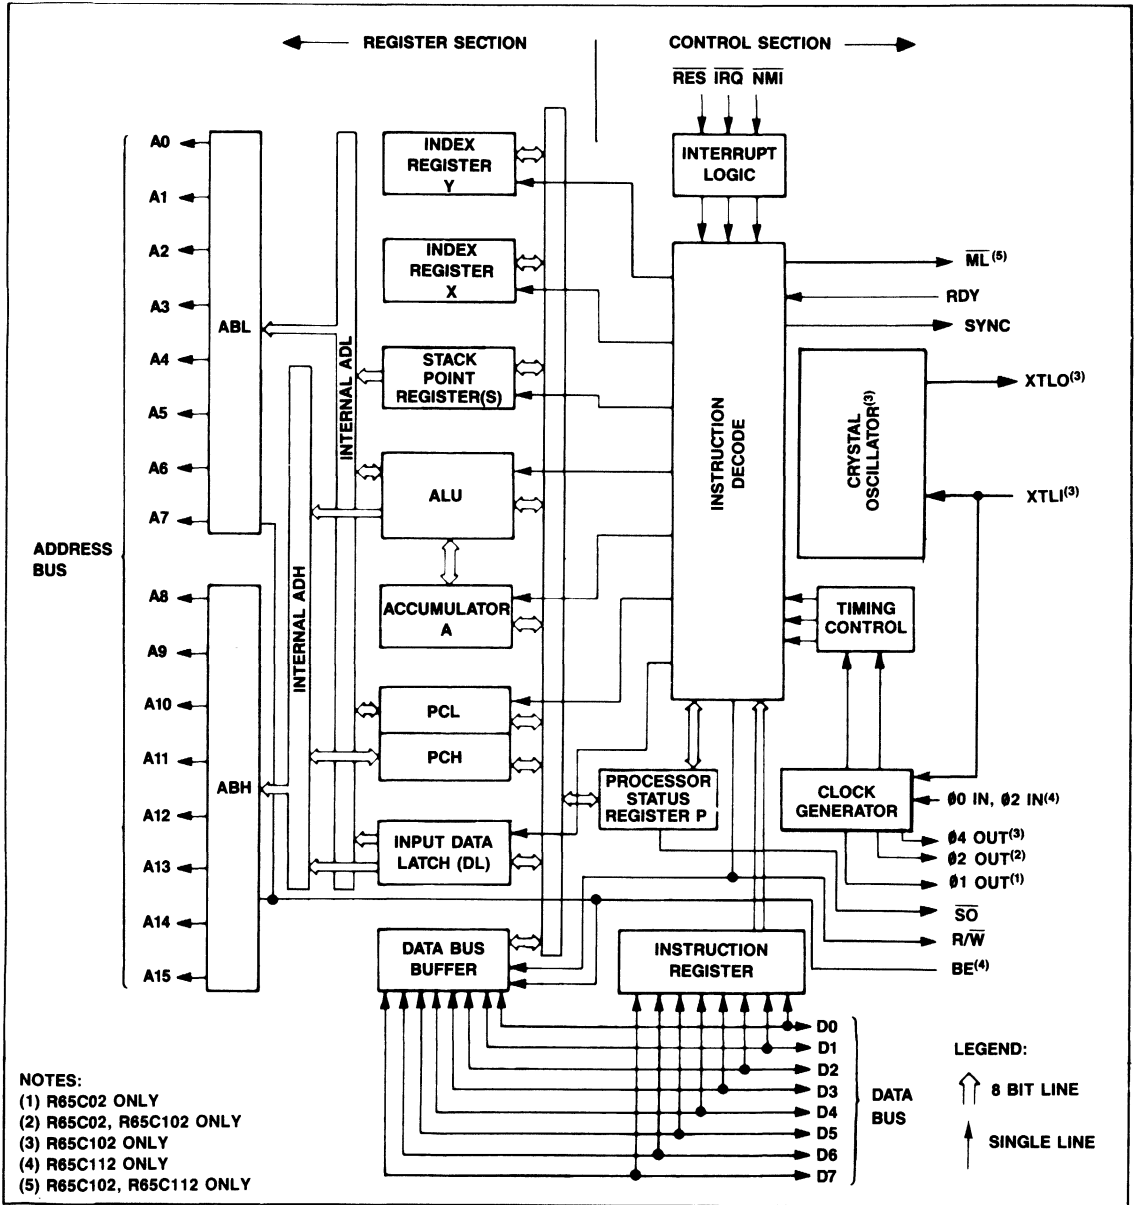 REGISTER SECTION
CONTROL SECTION
RES IRQ NMI
INTERRUPT
LOGIC
ADDRESS
BUS
A0
A1
A2
A3
A4
A5
A6
A7
A8
A9
A10
A11
A12
A13
A14
A15
ABL
ABH
INTERNAL ADL
INTERNAL ADH
INDEX
REGISTER
Y
INDEX
REGISTER
X
STACK
POINT
REGISTER(S)
ALU
ACCUMULATOR
A
PCL
PCH
INPUT DATA
LATCH (DL)
DATA BUS
BUFFER
INSTRUCTION
DECODE
PROCESSOR
STATUS
REGISTER P
INSTRUCTION
REGISTER
CRYSTAL
OSCILLATOR(3)
TIMING
CONTROL
CLOCK
GENERATOR
ML(5)
RDY
SYNC
XTLO(3)
XTLI(3)
Ø0 IN, Ø2 IN(4)
Ø4 OUT(3)
Ø2 OUT(2)
Ø1 OUT(1)
SO
R/W
BE(4)
D0
D1
D2
D3
D4
D5
D6
D7
DATA
BUS
LEGEND:
8 BIT LINE
SINGLE LINE
NOTES:
(1) R65C02 ONLY
(2) R65C02, R65C102 ONLY
(3) R65C102 ONLY
(4) R65C112 ONLY
(5) R65C102, R65C112 ONLY